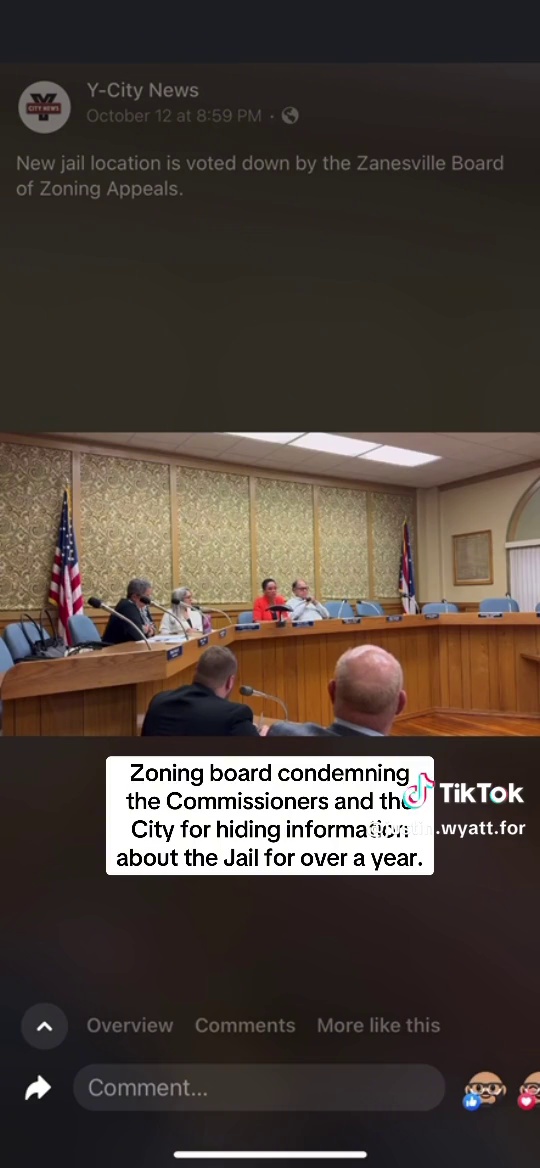 CITY NEWS
Y-City News
October 12 at 8:59 PM ·
New jail location is voted down by the Zanesville Board
of Zoning Appeals.
Zoning board condemning
the Commissioners and the
City for hiding information
about the Jail for over a year.
TikTok
.wyatt.for
Overview Comments More like this
Comment...